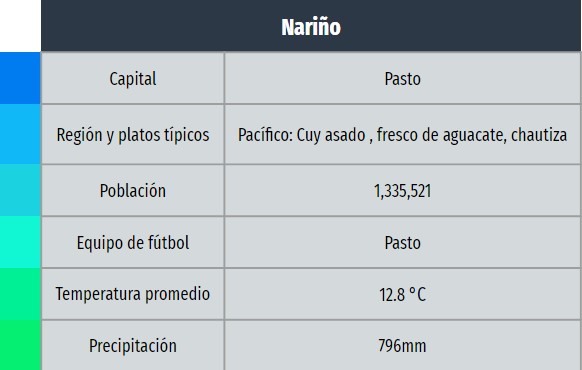 Nariño
Capital Pasto
Región y platos típicos Pacífico: Cuy asado , fresco de aguacate, chautiza
Población 1,335,521
Equipo de fútbol Pasto
Temperatura promedio 12.8 °C
Precipitación 796mm